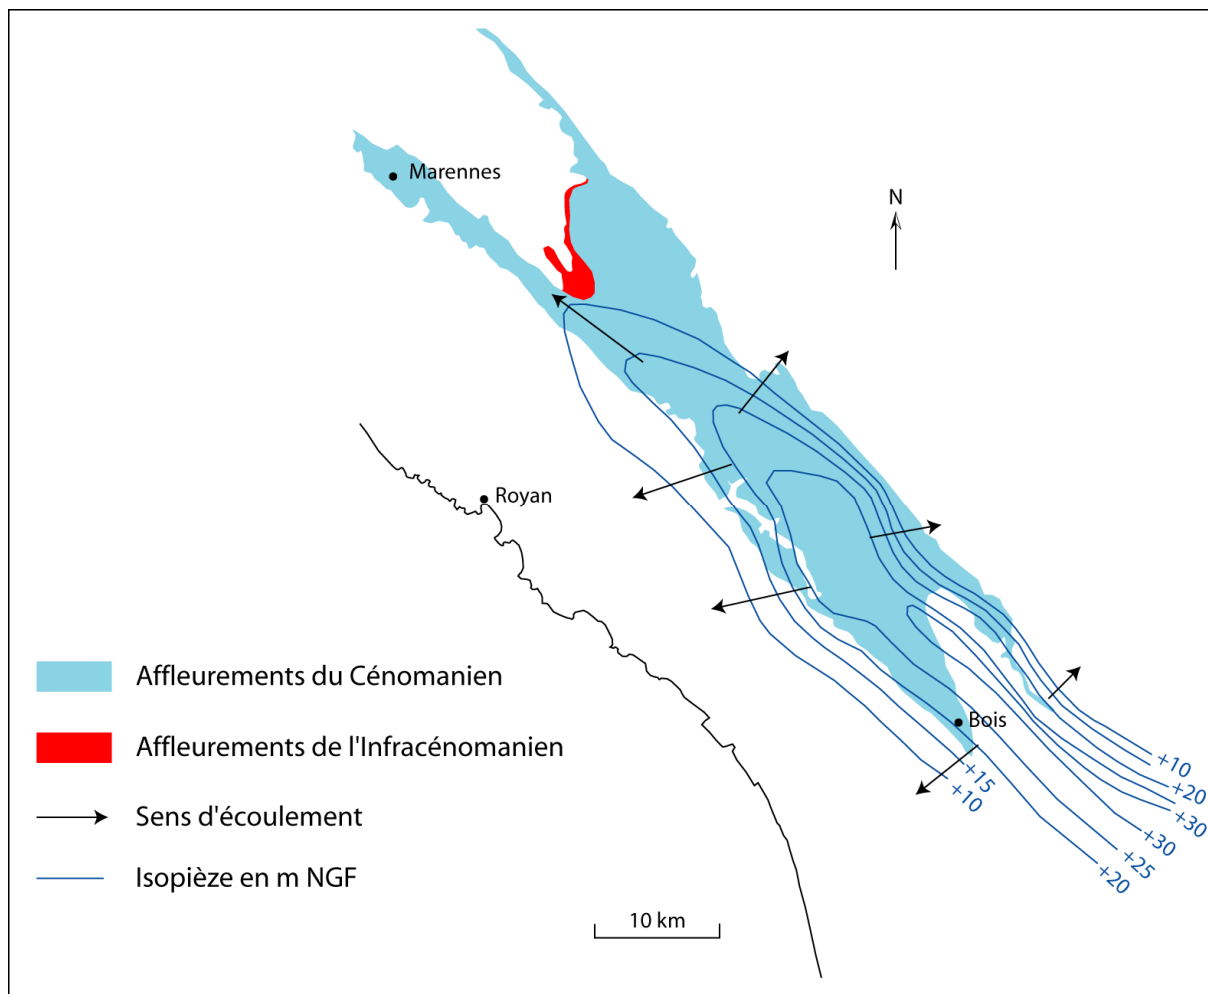 Marennes
N
Royan
Affleurements du Cénomanien
Bois
Affleurements de l'Infracénomanien
+10
+15
+20
+10
+30
Sens d'écoulement
+30
+25
Isopièze en m NGF
+20
10 km